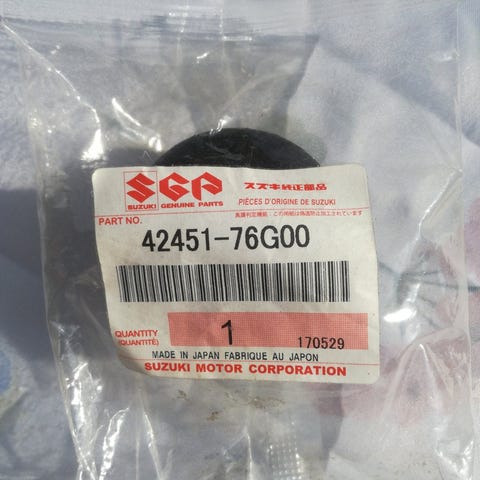 SGP
SUZUKI GENUINE PARTS
スズキ純正部品
PIÈCES D'ORIGINE DE SUZUKI
PART NO.
42451-76G00
QUANTITY
(QUANTITÉ)
1
170529
MADE IN JAPAN FABRIQUE AU JAPON
SUZUKI MOTOR CORPORATION